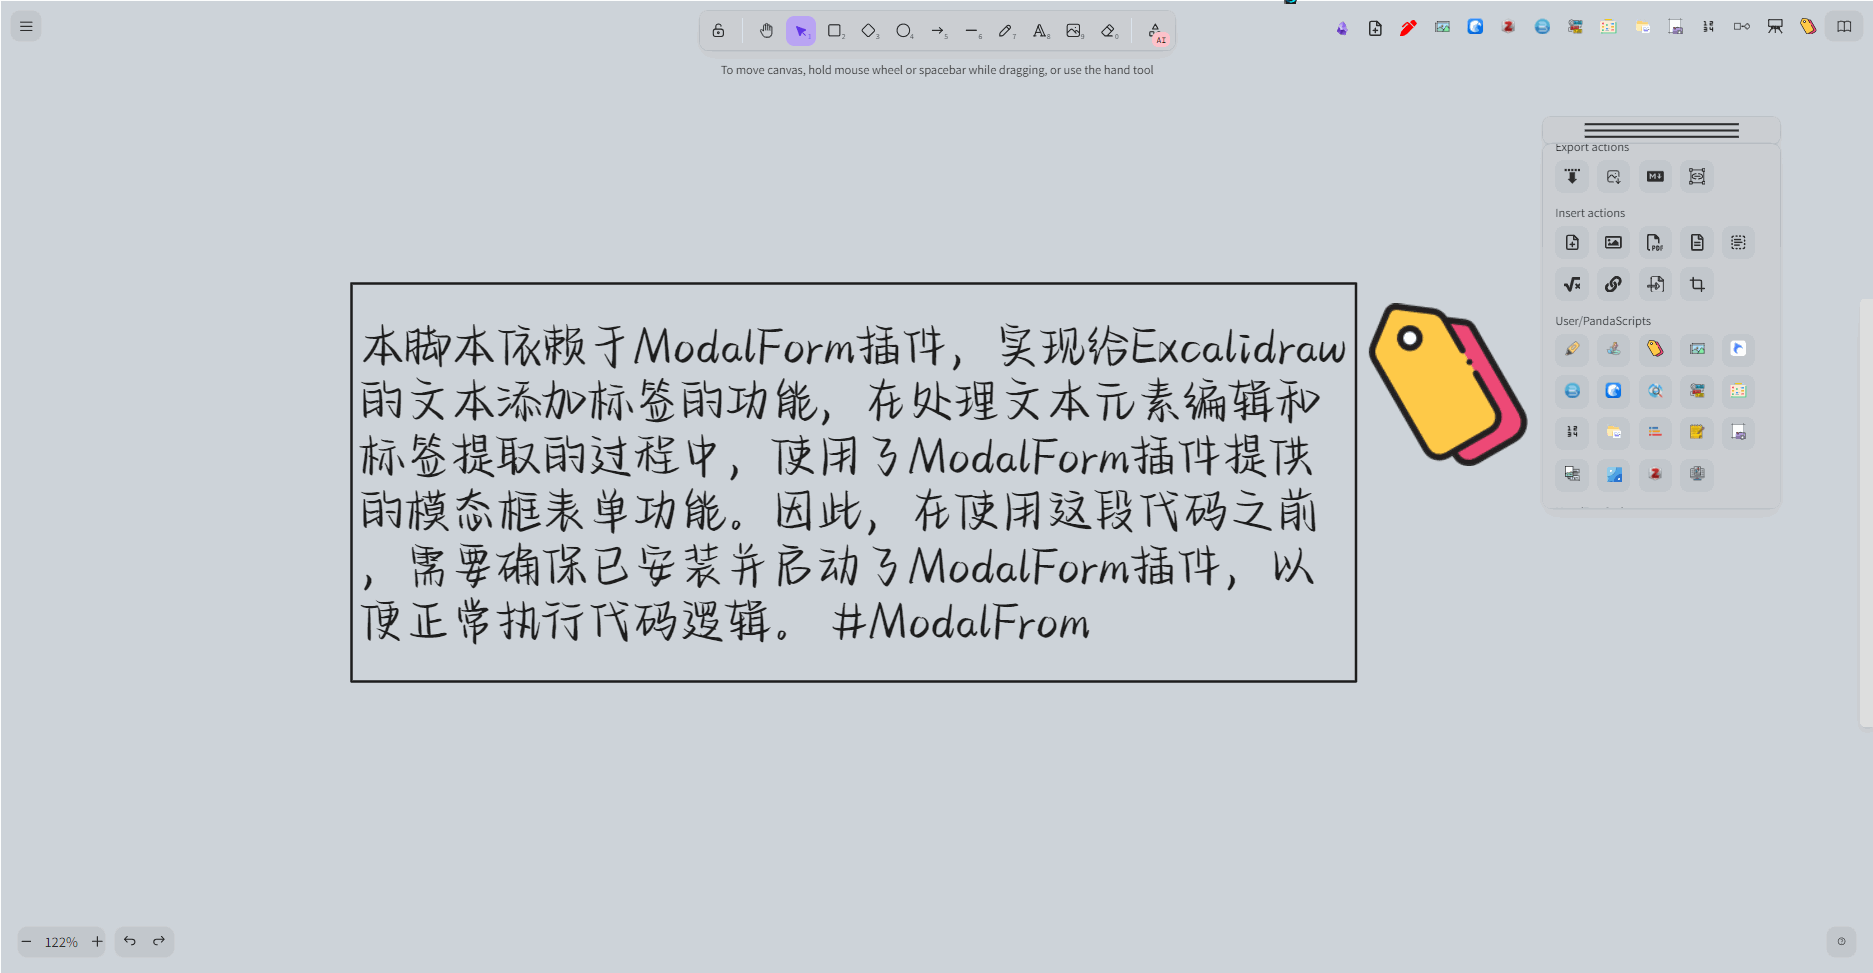 To move canvas, hold mouse wheel or spacebar while dragging, or use the hand tool
AI
Export actions
M↓
Insert actions
PDF
User/PandaScripts
本脚本依赖于ModalForm插件，实现给Excalidraw
的文本添加标签的功能，在处理文本元素编辑和
标签提取的过程中，使用了ModalForm插件提供
的模态框表单功能。因此，在使用这段代码之前
，需要确保已安装并启动了ModalForm插件，以
便正常执行代码逻辑。 #ModalFrom
122%